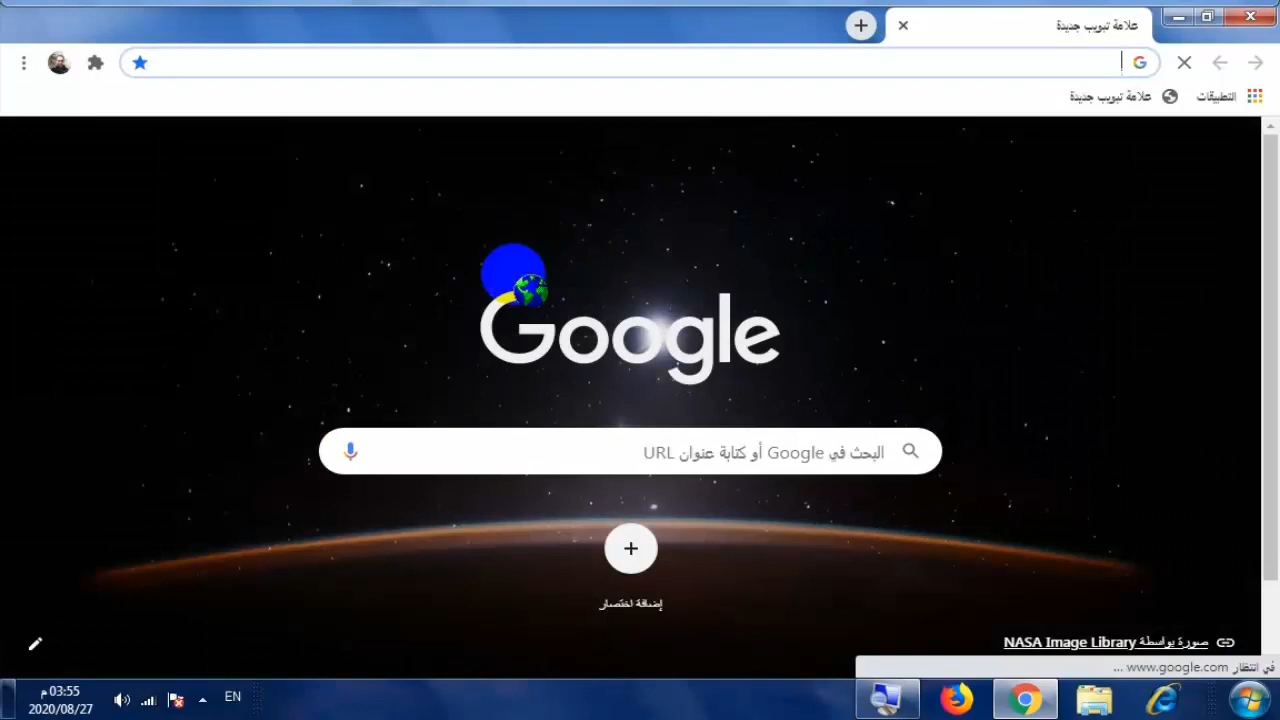 علامة تبويب جديدة
التطبيقات
علامة تبويب جديدة
Google
البحث في Google أو كتابة عنوان URL
إضافة اختصار
صورة بواسطة NASA Image Library
في انتظار www.google.com ...
EN
03:55 م
2020/08/27